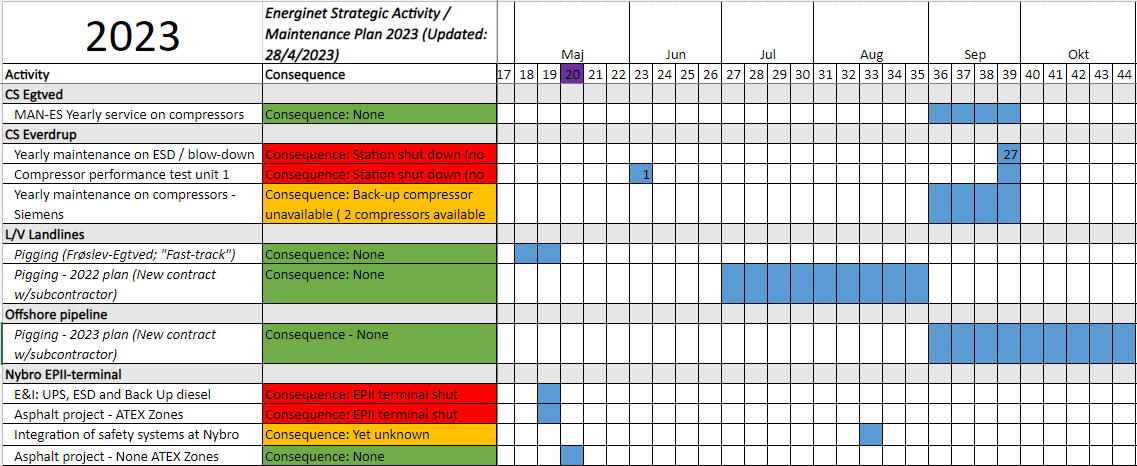 2023
Energinet Strategic Activity /
Maintenance Plan 2023 (Updated:
28/4/2023)
Maj Jun Jul Aug Sep Okt
Activity Consequence 17 18 19 20 21 22 23 24 25 26 27 28 29 30 31 32 33 34 35 36 37 38 39 40 41 42 43 44
CS Egtved
MAN-ES Yearly service on compressors Consequence: None
CS Everdrup
Yearly maintenance on ESD / blow-down Consequence: Station shut down (no 27
Compressor performance test unit 1 Consequence: Station shut down (no 1
Yearly maintenance on compressors - Consequence: Back-up compressor
Siemens unavailable ( 2 compressors available
L/V Landlines
Pigging (Frøslev-Egtved; "Fast-track") Consequence: None
Pigging - 2022 plan (New contract Consequence: None
w/subcontractor)
Offshore pipeline
Pigging - 2023 plan (New contract Consequence - None
w/subcontractor)
Nybro EPII-terminal
E&I: UPS, ESD and Back Up diesel Consequence: EPII terminal shut
Asphalt project - ATEX Zones Consequence: EPII terminal shut
Integration of safety systems at Nybro Consequence: Yet unknown
Asphalt project - None ATEX Zones Consequence: None